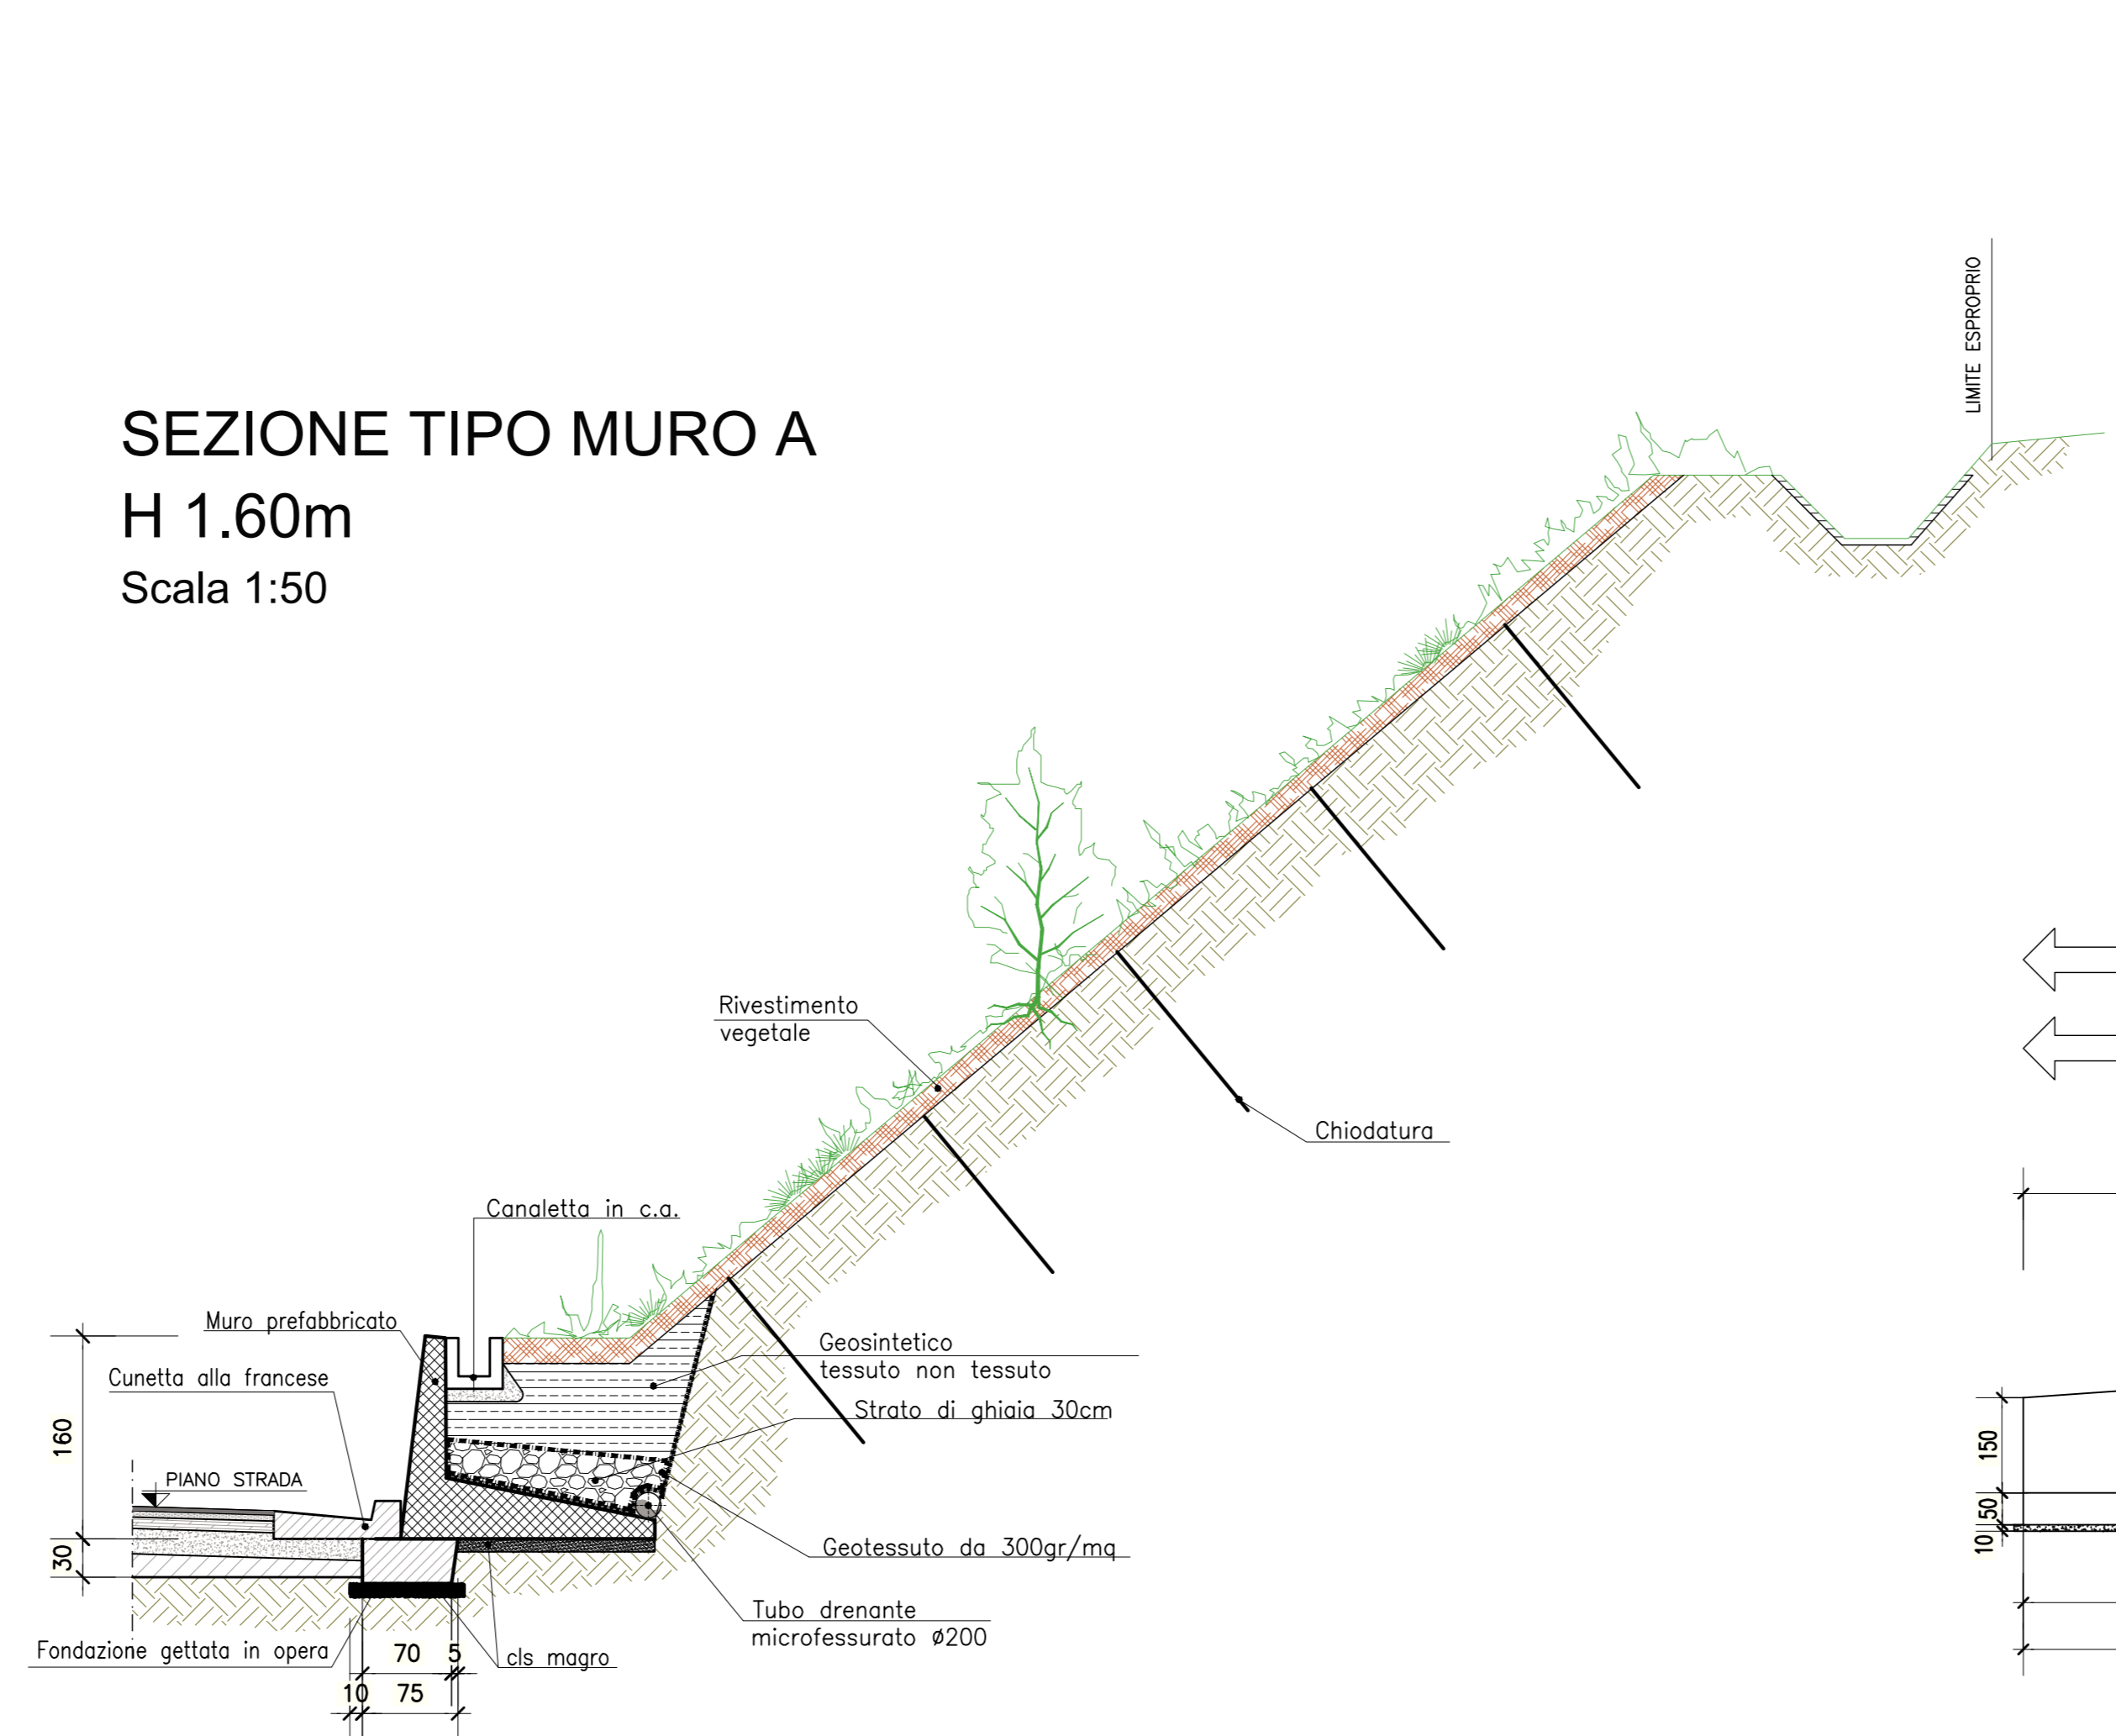 LIMITE ESPROPRIO
SEZIONE TIPO MURO A
H 1.60m
Scala 1:50
Rivestimento
vegetale
Chiodatura
Canaletta in c.a.
Muro prefabbricato
Geosintetico
tessuto non tessuto
Cunetta alla francese
Strato di ghiaia 30cm
160
150
PIANO STRADA
50
10
30
Geotessuto da 300gr/mq
Tubo drenante
microfessurato Ø200
Fondazione gettata in opera
70 5
cls magro
10 75